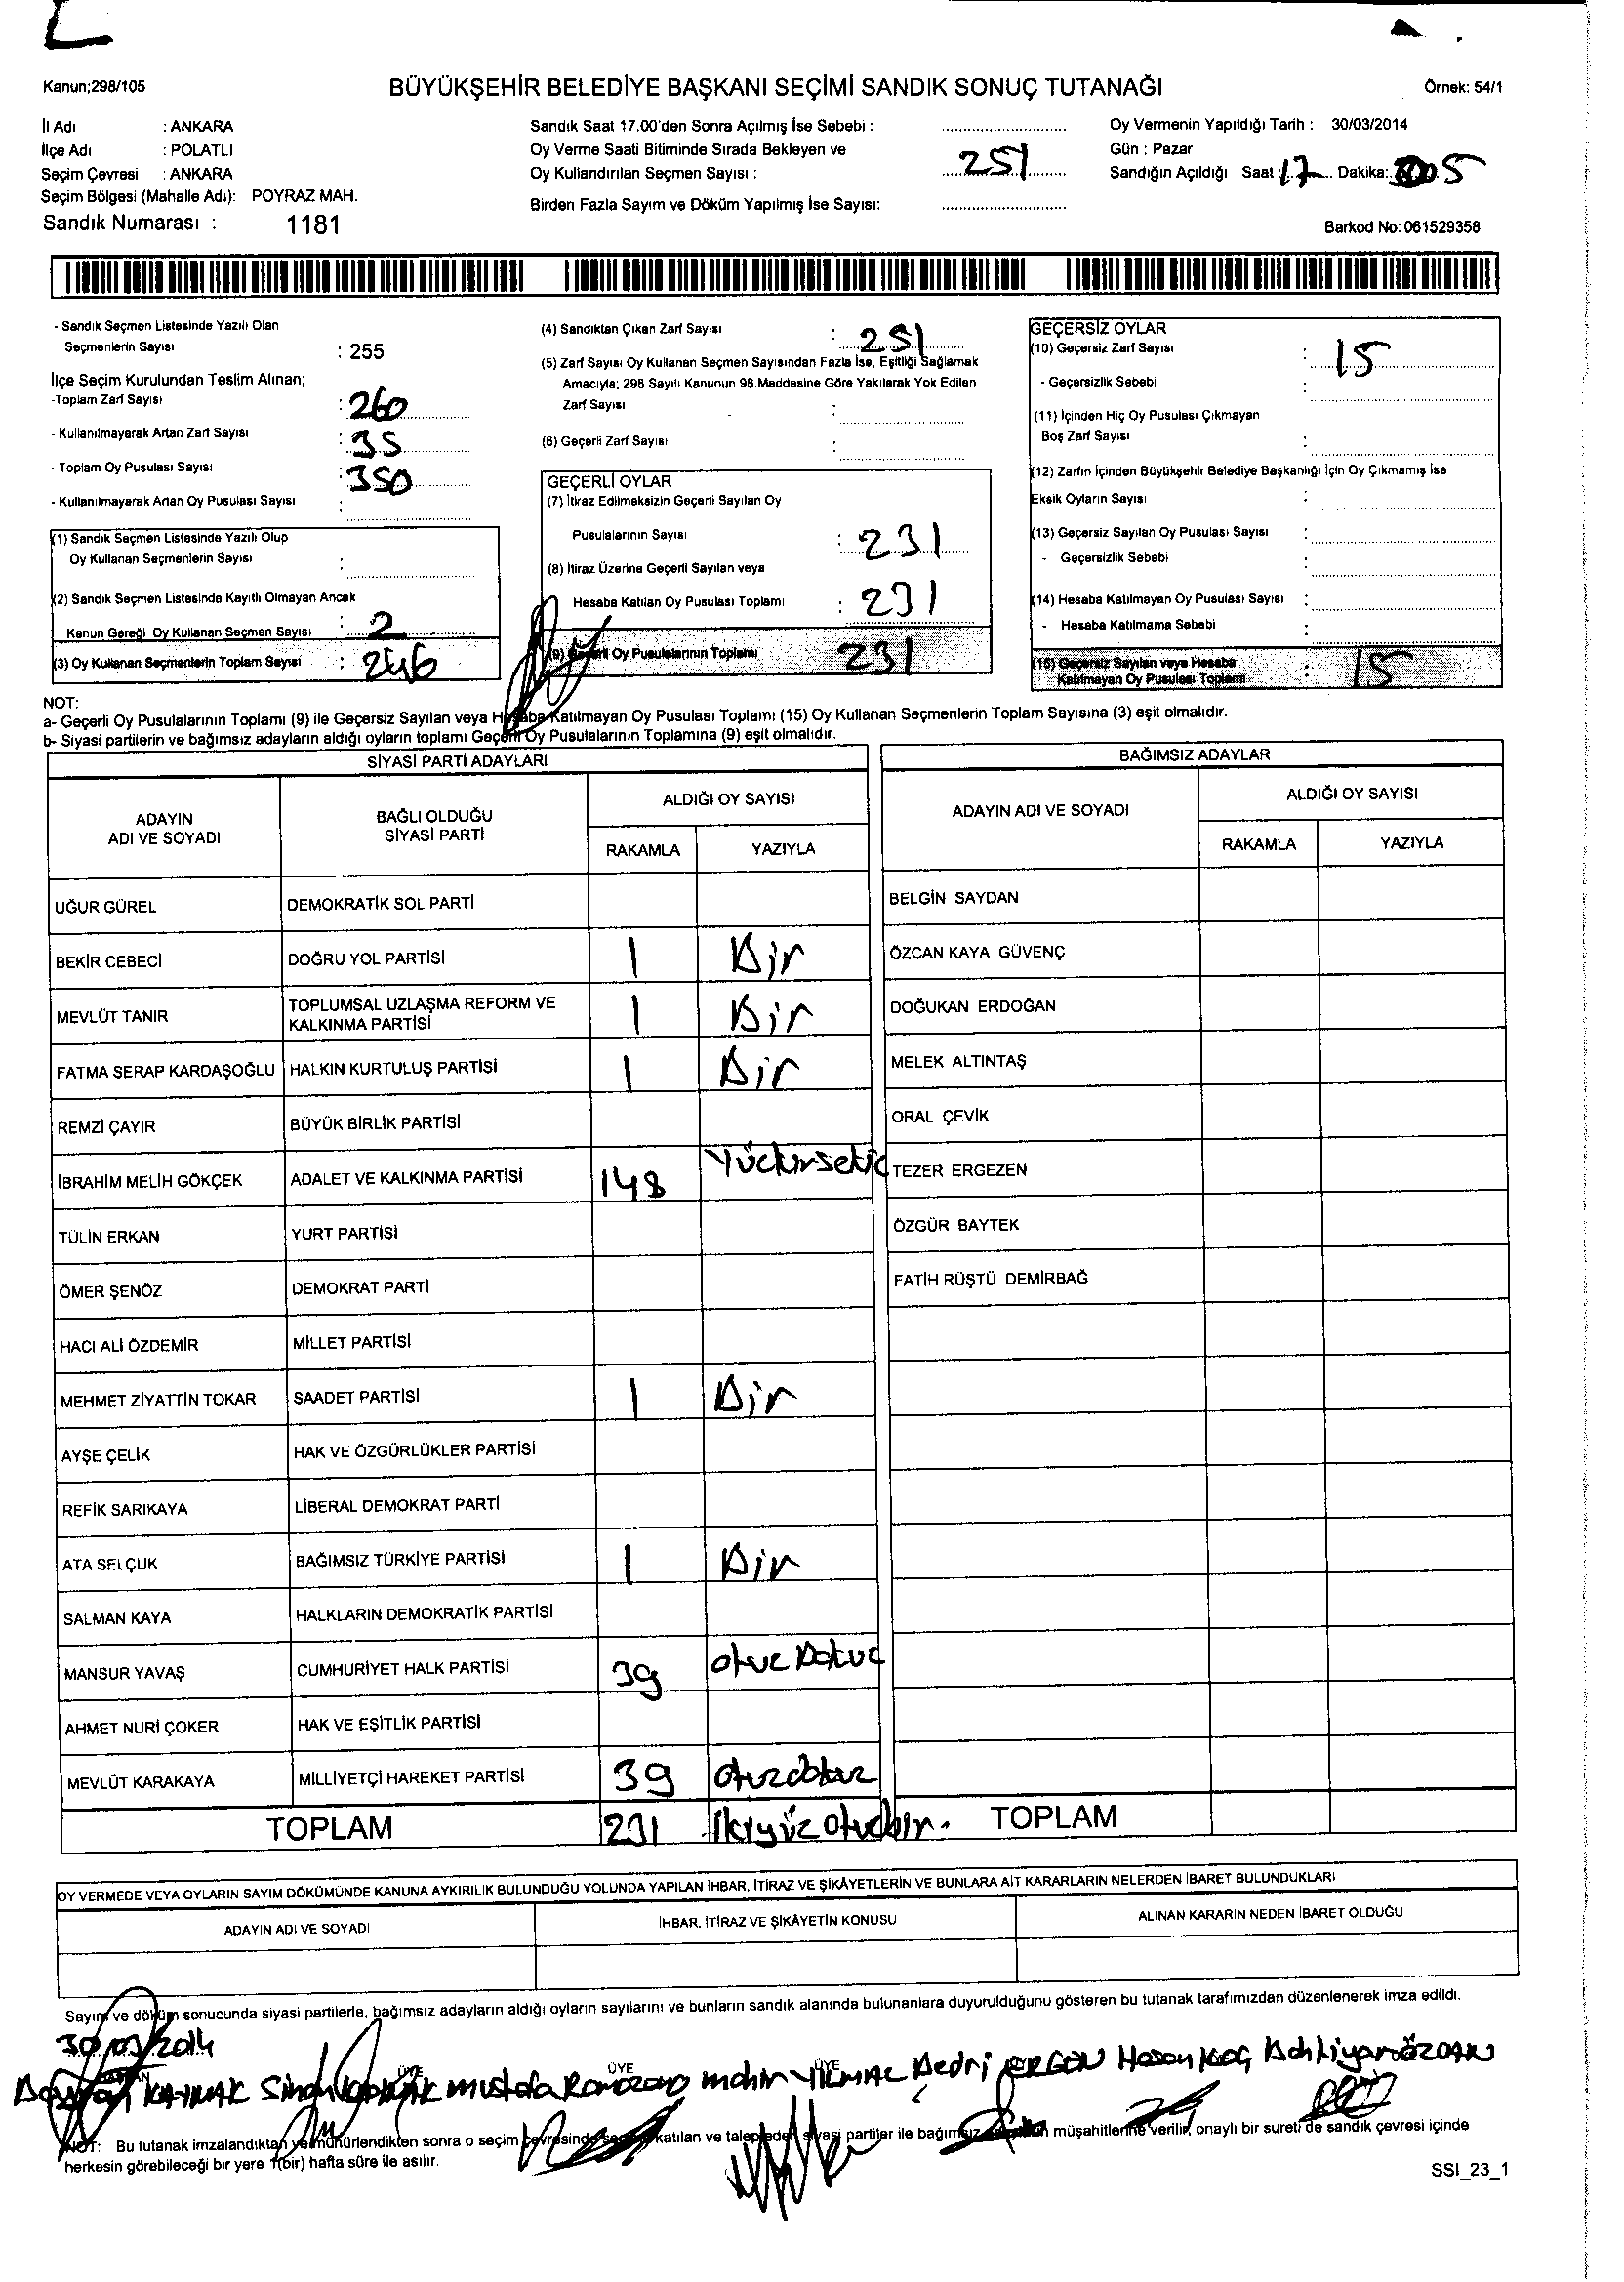 Kanun;298/105
BÜYÜKŞEHİR BELEDİYE BAŞKANI SEÇİMİ SANDIK SONUÇ TUTANAĞI
Örnek: 54/1
İl Adı : ANKARA
İlçe Adı : POLATLI
Seçim Çevresi : ANKARA
Seçim Bölgesi (Mahalle Adı): POYRAZ MAH.
Sandık Numarası : 1181
Sandık Saat 17.00'den Sonra Açılmış İse Sebebi :
Oy Verme Saati Bitiminde Sırada Bekleyen ve
Oy Kullandırılan Seçmen Sayısı : 251
Birden Fazla Sayım ve Döküm Yapılmış İse Sayısı:
Oy Vermenin Yapıldığı Tarih : 30/03/2014
Gün : Pazar
Sandığın Açıldığı Saat : 17 Dakika: 05
Barkod No: 061529358
- Sandık Seçmen Listesinde Yazılı Olan
Seçmenlerin Sayısı : 255
İlçe Seçim Kurulundan Teslim Alınan;
-Toplam Zarf Sayısı : 260
- Kullanılmayarak Artan Zarf Sayısı : 35
- Toplam Oy Pusulası Sayısı : 350
- Kullanılmayarak Artan Oy Pusulası Sayısı :
(1) Sandık Seçmen Listesinde Yazılı Olup
Oy Kullanan Seçmenlerin Sayısı :
(2) Sandık Seçmen Listesinde Kayıtlı Olmayan Ancak
Kanun Gereği Oy Kullanan Seçmen Sayısı : 2
(3) Oy Kullanan Seçmenlerin Toplam Sayısı : 246
(4) Sandıktan Çıkan Zarf Sayısı : 251
(5) Zarf Sayısı Oy Kullanan Seçmen Sayısından Fazla İse, Eşitliği Sağlamak
Amacıyla; 298 Sayılı Kanunun 98.Maddesine Göre Yakılarak Yok Edilen
Zarf Sayısı :
(6) Geçerli Zarf Sayısı :
GEÇERLİ OYLAR
(7) İtiraz Edilmeksizin Geçerli Sayılan Oy
Pusulalarının Sayısı : 231
(8) İtiraz Üzerine Geçerli Sayılan veya
Hesaba Katılan Oy Pusulası Toplamı : 231
(9) Geçerli Oy Pusulalarının Toplamı 231
GEÇERSİZ OYLAR
(10) Geçersiz Zarf Sayısı : 15
- Geçersizlik Sebebi :
(11) İçinden Hiç Oy Pusulası Çıkmayan
Boş Zarf Sayısı :
(12) Zarfın İçinden Büyükşehir Belediye Başkanlığı İçin Oy Çıkmamış İse
Eksik Oyların Sayısı :
(13) Geçersiz Sayılan Oy Pusulası Sayısı :
- Geçersizlik Sebebi :
(14) Hesaba Katılmayan Oy Pusulası Sayısı :
- Hesaba Katılmama Sebebi :
(15) Geçersiz Sayılan veya Hesaba
Katılmayan Oy Pusulası Toplamı : 15
NOT:
a- Geçerli Oy Pusulalarının Toplamı (9) ile Geçersiz Sayılan veya Hesaba Katılmayan Oy Pusulası Toplamı (15) Oy Kullanan Seçmenlerin Toplam Sayısına (3) eşit olmalıdır.
b- Siyasi partilerin ve bağımsız adayların aldığı oyların toplamı Geçerli Oy Pusulalarının Toplamına (9) eşit olmalıdır.
SİYASİ PARTİ ADAYLARI
ADAYIN ADI VE SOYADI BAĞLI OLDUĞU SİYASİ PARTİ ALDIĞI OY SAYISI
RAKAMLA YAZIYLA
UĞUR GÜREL DEMOKRATİK SOL PARTİ
BEKİR CEBECİ DOĞRU YOL PARTİSİ 1 Bir
MEVLÜT TANIR TOPLUMSAL UZLAŞMA REFORM VE KALKINMA PARTİSİ 1 Bir
FATMA SERAP KARDAŞOĞLU HALKIN KURTULUŞ PARTİSİ 1 Bir
REMZİ ÇAYIR BÜYÜK BİRLİK PARTİSİ
İBRAHİM MELİH GÖKÇEK ADALET VE KALKINMA PARTİSİ 148
TÜLİN ERKAN YURT PARTİSİ
ÖMER ŞENÖZ DEMOKRAT PARTİ
HACI ALİ ÖZDEMİR MİLLET PARTİSİ
MEHMET ZİYATTİN TOKAR SAADET PARTİSİ 1 Bir
AYŞE ÇELİK HAK VE ÖZGÜRLÜKLER PARTİSİ
REFİK SARIKAYA LİBERAL DEMOKRAT PARTİ
ATA SELÇUK BAĞIMSIZ TÜRKİYE PARTİSİ 1 Bir
SALMAN KAYA HALKLARIN DEMOKRATİK PARTİSİ
MANSUR YAVAŞ CUMHURİYET HALK PARTİSİ 39 otuz Dokuz
AHMET NURİ ÇOKER HAK VE EŞİTLİK PARTİSİ
MEVLÜT KARAKAYA MİLLİYETÇİ HAREKET PARTİSİ 39 otuzdokuz
TOPLAM 231 İkiyüz otuzbir.
BAĞIMSIZ ADAYLAR
ADAYIN ADI VE SOYADI ALDIĞI OY SAYISI
RAKAMLA YAZIYLA
BELGİN SAYDAN
ÖZCAN KAYA GÜVENÇ
DOĞUKAN ERDOĞAN
MELEK ALTINTAŞ
ORAL ÇEVİK
TEZER ERGEZEN
ÖZGÜR BAYTEK
FATİH RÜŞTÜ DEMİRBAĞ
TOPLAM
OY VERMEDE VEYA OYLARIN SAYIM DÖKÜMÜNDE KANUNA AYKIRILIK BULUNDUĞU YOLUNDA YAPILAN İHBAR, İTİRAZ VE ŞİKÂYETLERİN VE BUNLARA AİT KARARLARIN NELERDEN İBARET BULUNDUKLARI
ADAYIN ADI VE SOYADI İHBAR, İTİRAZ VE ŞİKÂYETİN KONUSU ALINAN KARARIN NEDEN İBARET OLDUĞU
Sayım ve döküm sonucunda siyasi partilerle, bağımsız adayların aldığı oyların sayılarını ve bunların sandık alanında bulunanlara duyurulduğunu gösteren bu tutanak tarafımızdan düzenlenerek imza edildi.
30/03/2014
ÜYE ÜYE ÜYE
KAYNAK Sinan Mustafa Ramazan Mahir YILMAZ Bedri ERGÜN Hasan KOÇ Bahtiyar ÖZCAN
NOT: Bu tutanak imzalandıktan ve mühürlendikten sonra o seçim çevresinde seçime katılan ve talep eden siyasi partiler ile bağımsız müşahitlerine verilir, onaylı bir sureti de sandık çevresi içinde
herkesin görebileceği bir yere 1(bir) hafta süre ile asılır.
SSI_23_1